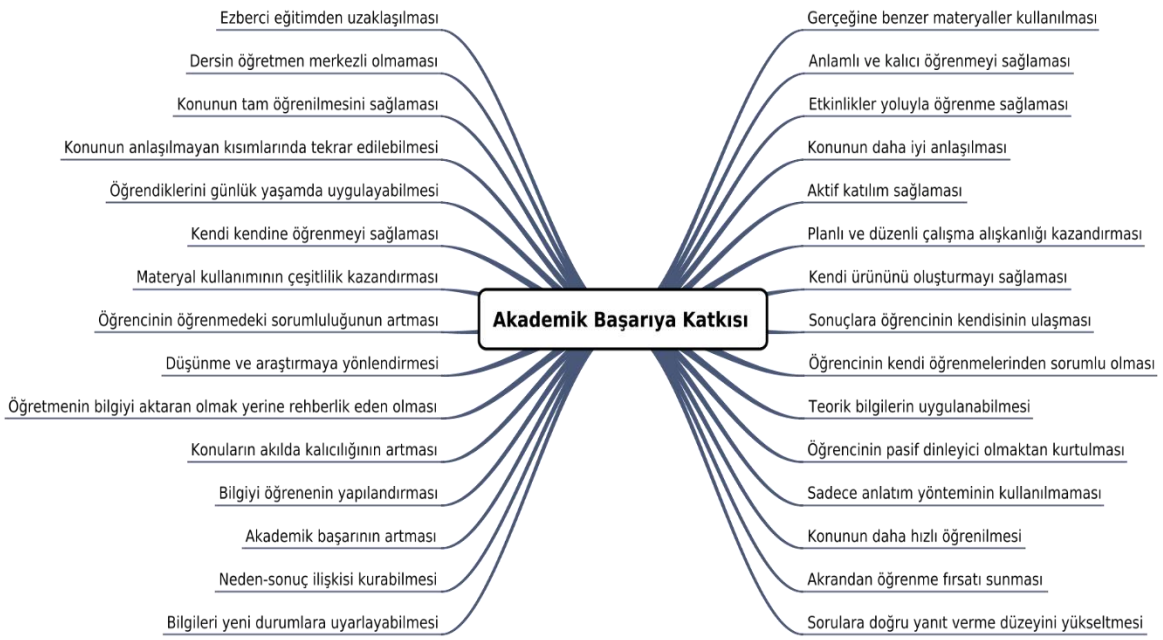 Ezberci eğitimden uzaklaşılması
Dersin öğretmen merkezli olmaması
Konunun tam öğrenilmesini sağlaması
Konunun anlaşılmayan kısımlarında tekrar edilebilmesi
Öğrendiklerini günlük yaşamda uygulayabilmesi
Kendi kendine öğrenmeyi sağlaması
Materyal kullanımının çeşitlilik kazandırması
Öğrencinin öğrenmedeki sorumluluğunun artması
Düşünme ve araştırmaya yönlendirmesi
Öğretmenin bilgiyi aktaran olmak yerine rehberlik eden olması
Konuların akılda kalıcılığının artması
Bilgiyi öğrenenin yapılandırması
Akademik başarının artması
Neden-sonuç ilişkisi kurabilmesi
Bilgileri yeni durumlara uyarlayabilmesi
Akademik Başarıya Katkısı
Gerçeğine benzer materyaller kullanılması
Anlamlı ve kalıcı öğrenmeyi sağlaması
Etkinlikler yoluyla öğrenme sağlaması
Konunun daha iyi anlaşılması
Aktif katılım sağlaması
Planlı ve düzenli çalışma alışkanlığı kazandırması
Kendi ürününü oluşturmayı sağlaması
Sonuçlara öğrencinin kendisinin ulaşması
Öğrencinin kendi öğrenmelerinden sorumlu olması
Teorik bilgilerin uygulanabilmesi
Öğrencinin pasif dinleyici olmaktan kurtulması
Sadece anlatım yönteminin kullanılmaması
Konunun daha hızlı öğrenilmesi
Akrandan öğrenme fırsatı sunması
Sorulara doğru yanıt verme düzeyini yükseltmesi